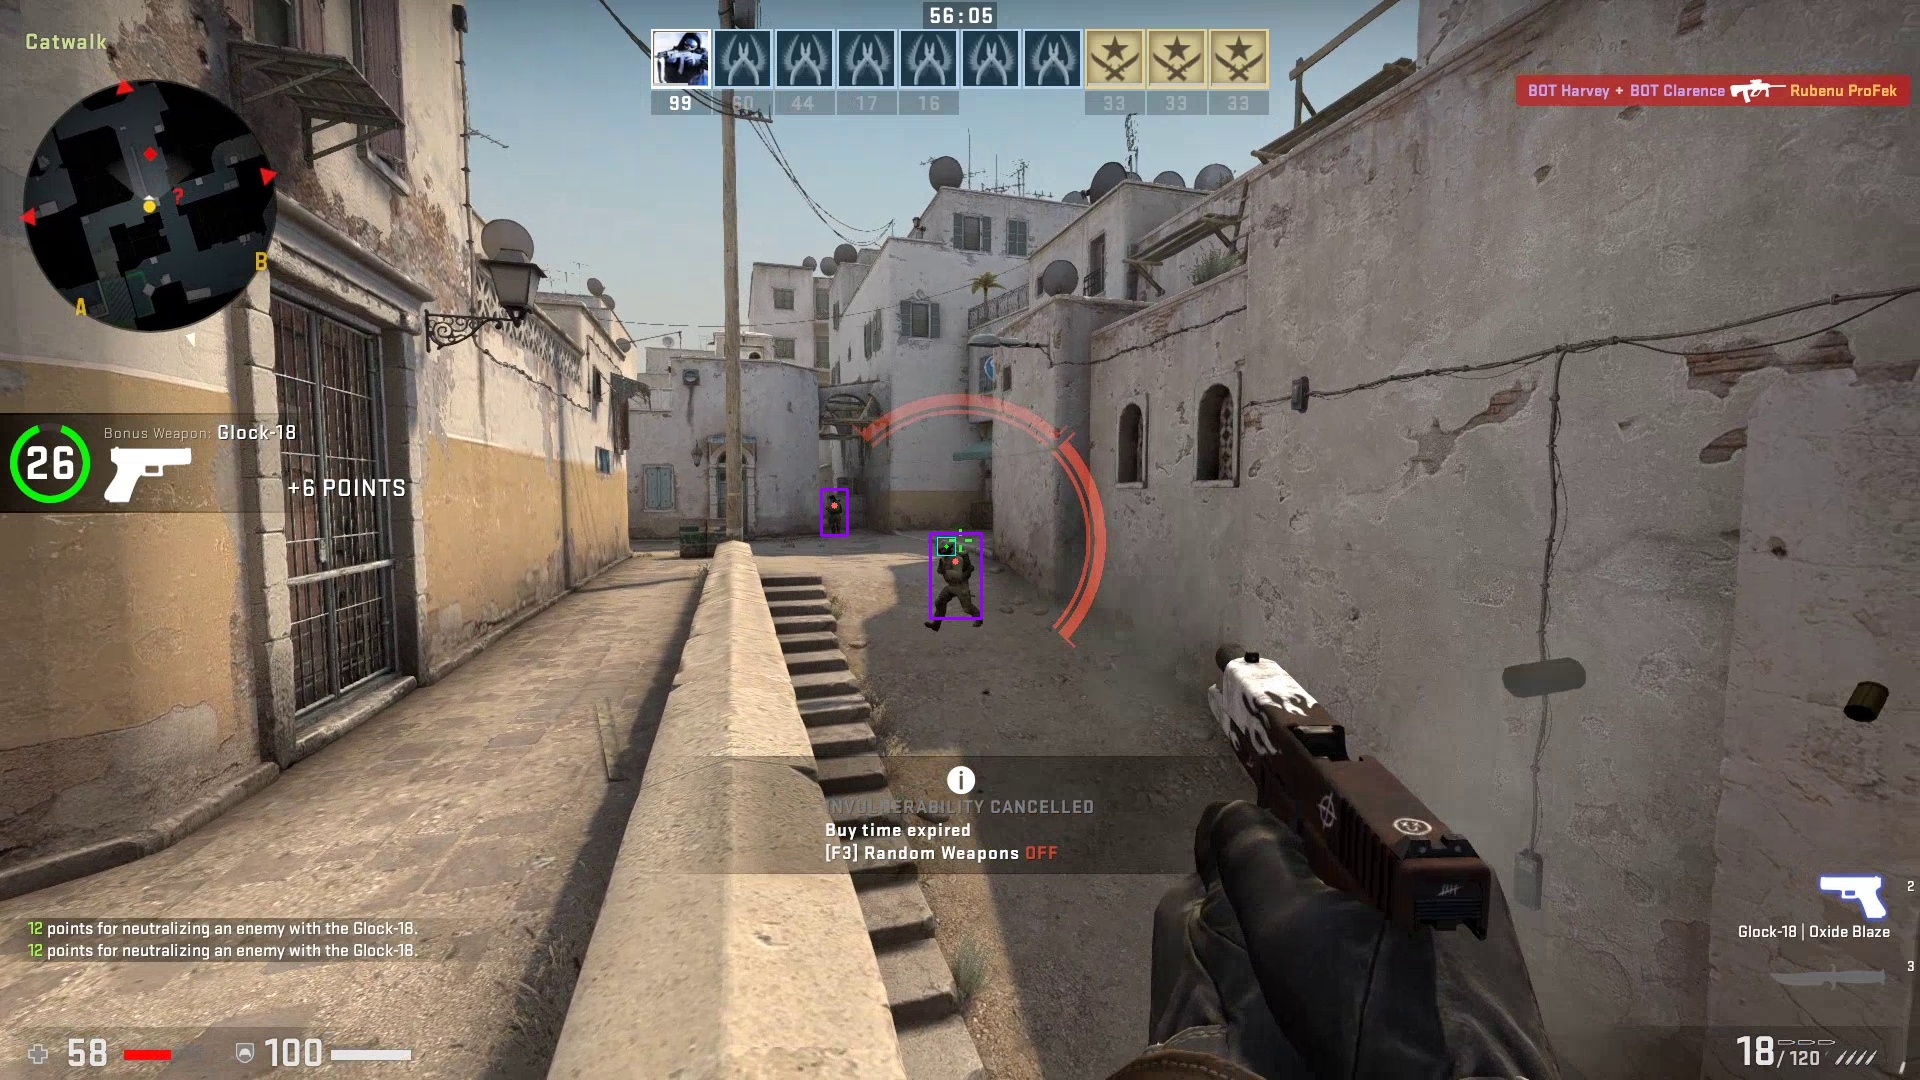 56:05
Catwalk
99 60 44 17 16 33 33 33
BOT Harvey + BOT Clarence Rubenu ProFek
?
B
A
26 Bonus Weapon: Glock-18
+6 POINTS
i
INVULNERABILITY CANCELLED
Buy time expired
[F3] Random Weapons OFF
2
Glock-18 | Oxide Blaze
3
12 points for neutralizing an enemy with the Glock-18.
12 points for neutralizing an enemy with the Glock-18.
58 100
18/120